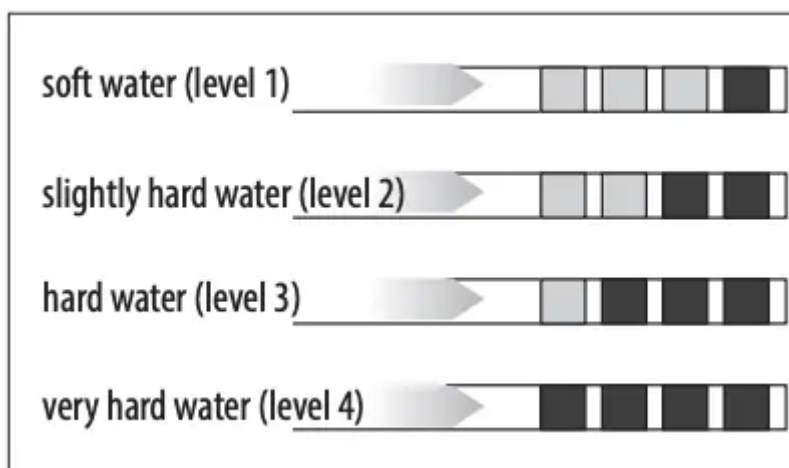 soft water (level 1)
slightly hard water (level 2)
hard water (level 3)
very hard water (level 4)